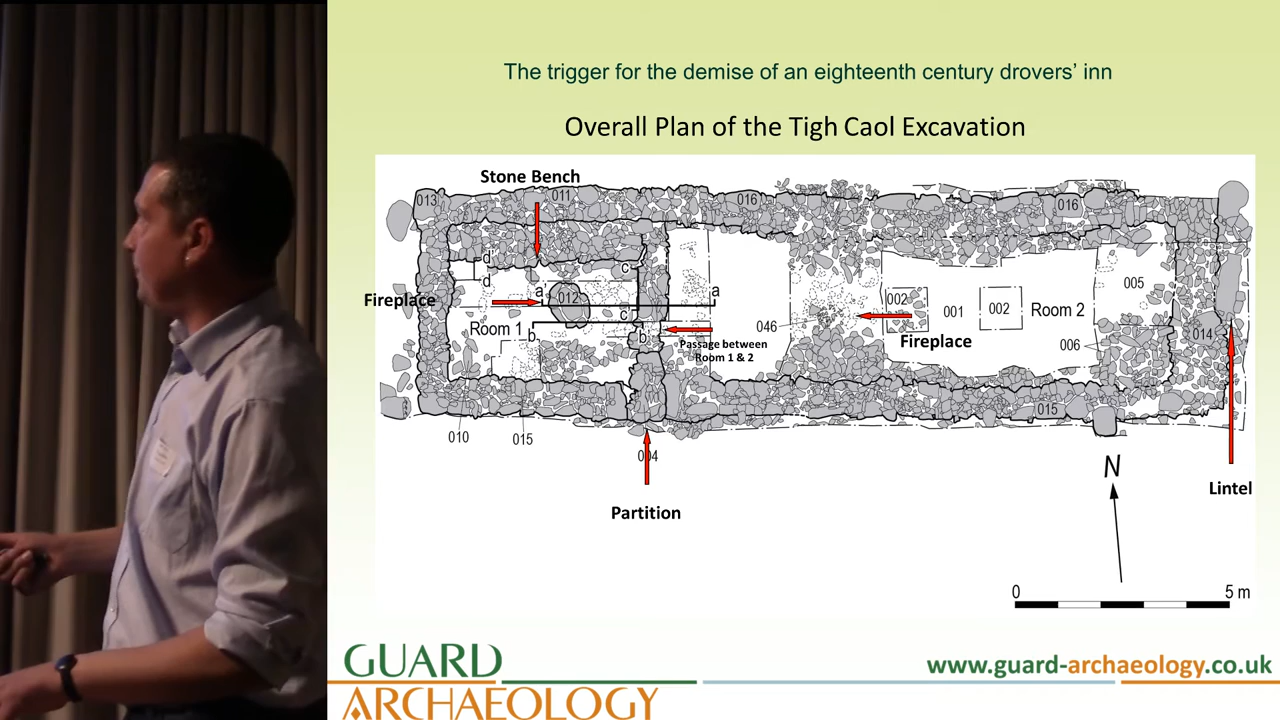 The trigger for the demise of an eighteenth century drovers' inn
Overall Plan of the Tigh Caol Excavation
Stone Bench
013
011
016
016
d
d
c
a
a
012
Fireplace
002
001
002
Room 2
005
c
Room 1
b
b
046
Passage between
Room 1 & 2
Fireplace
006
014
015
010
015
004
N
Partition
Lintel
0
5 m
GUARD
ARCHAEOLOGY
www.guard-archaeology.co.uk